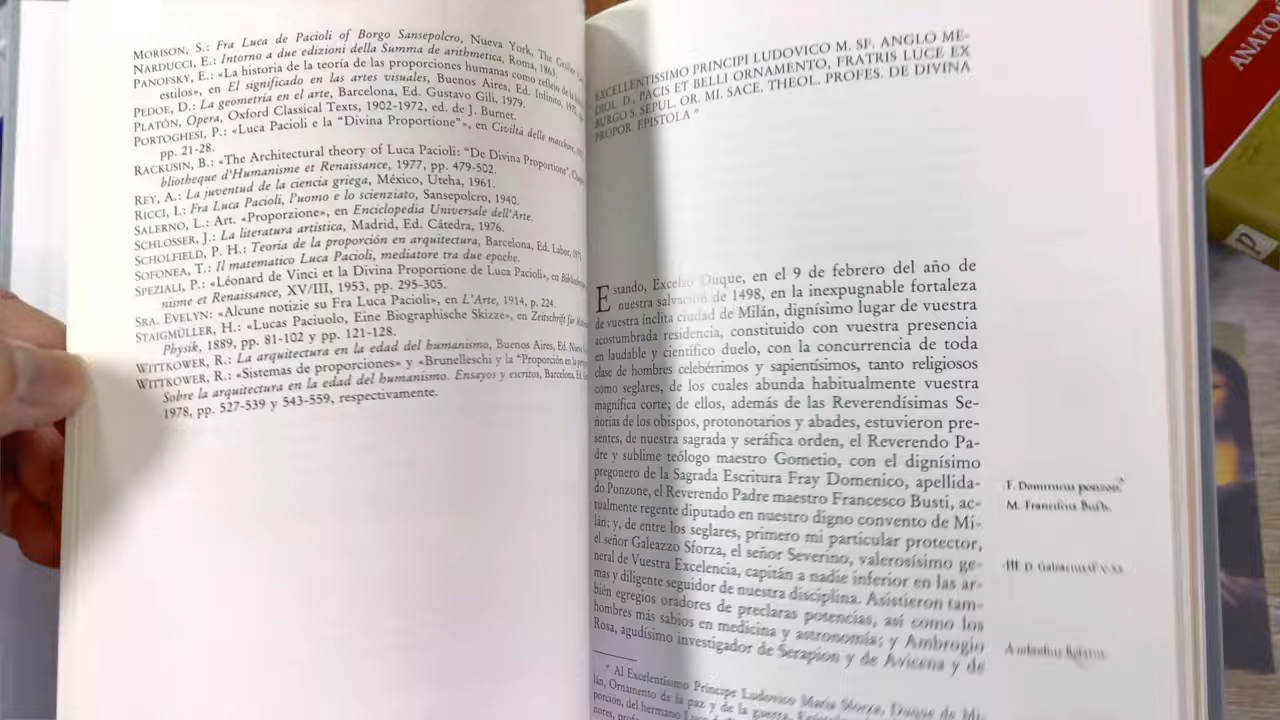 MORISON, S.: Fra Luca de Pacioli of Borgo Sansepolcro, Nueva York, The Grolier
NARDUCCI, E.: Intorno a due edizioni della Summa de arithmetica, Roma, 1863.
PANOFSKY, E.: «La historia de la teoría de las proporciones humanas como reflejo de la
estilos», en El significado en las artes visuales, Buenos Aires, Ed. Infinito,
PEDOE, D.: La geometría en el arte, Barcelona, Ed. Gustavo Gili, 1979.
PLATÓN, Opera, Oxford Classical Texts, 1902-1972, ed. de J. Burnet.
PORTOGHESI, P.: «Luca Pacioli e la “Divina Proportione”», en Civiltà delle macchine,
pp. 21-28.
RACKUSIN, B.: «The Architectural theory of Luca Pacioli: “De Divina Proportione”,
bliotheque d'Humanisme et Renaissance, 1977, pp. 479-502.
REY, A.: La juventud de la ciencia griega, México, Uteha, 1961.
RICCI, I.: Fra Luca Pacioli, l'uomo e lo scienziato, Sansepolcro, 1940.
SALERNO, L.: Art. «Proporzione», en Enciclopedia Universale dell'Arte.
SCHLOSSER, J.: La literatura artística, Madrid, Ed. Cátedra, 1976.
SCHOLFIELD, P. H.: Teoría de la proporción en arquitectura, Barcelona, Ed. Labor,
SOFONEA, T.: Il matematico Luca Pacioli, mediatore tra due epoche.
SPEZIALI, P.: «Léonard de Vinci et la Divina Proportione de Luca Pacioli», en
nisme et Renaissance, XV/III, 1953, pp. 295-305.
SRA. EVELYN: «Alcune notizie su Fra Luca Pacioli», en L'Arte, 1914, p. 224.
STAIGMÜLLER, H.: «Lucas Paciuolo, Eine Biographische Skizze», en Zeitschrift für
Physik, 1889, pp. 81-102 y pp. 121-128.
WITTKOWER, R.: La arquitectura en la edad del humanismo, Buenos Aires, Ed.
WITTKOWER, R.: «Sistemas de proporciones» y «Brunelleschi y la “Proporción en la
Sobre la arquitectura en la edad del humanismo. Ensayos y escritos, Barcelona, Ed.
1978, pp. 527-539 y 543-559, respectivamente.
EXCELLENTISSIMO PRINCIPI LUDOVICO M. SF. ANGLO ME-
DIOL. D., PACIS ET BELLI ORNAMENTO, FRATRIS LUCE EX
BURGO S. SEPUL. OR. MI. SACE. THEOL. PROFES. DE DIVINA
PROPOR. EPISTOLA *
Estando, Excelso Duque, en el 9 de febrero del año de
nuestra salvación de 1498, en la inexpugnable fortaleza
de vuestra ínclita ciudad de Milán, dignísimo lugar de vuestra
acostumbrada residencia, constituido con vuestra presencia
en laudable y científico duelo, con la concurrencia de toda
clase de hombres celebérrimos y sapientísimos, tanto religiosos
como seglares, de los cuales abunda habitualmente vuestra
magnífica corte; de ellos, además de las Reverendísimas Se-
ñorías de los obispos, protonotarios y abades, estuvieron pre-
sentes, de nuestra sagrada y seráfica orden, el Reverendo Pa-
dre y sublime teólogo maestro Gometio, con el dignísimo
pregonero de la Sagrada Escritura Fray Domenico, apellida-
do Ponzone, el Reverendo Padre maestro Francesco Busti, ac-
tualmente regente diputado en nuestro digno convento de Mi-
lán; y, de entre los seglares, primero mi particular protector,
el señor Galeazzo Sforza, el señor Severino, valerosísimo ge-
neral de Vuestra Excelencia, capitán a nadie inferior en las ar-
mas y diligente seguidor de nuestra disciplina. Asistieron tam-
bién egregios oradores de preclaras potencias, así como los
hombres más sabios en medicina y astronomía; y Ambrogio
Rosa, agudísimo investigador de Serapion y de Avicena y de
F. Dominicus ponzon.
M. Francisus Busti.
* Al Excelentísimo Príncipe Ludovico Maria Sforza, Duque de Mi-
lán, Ornamento de la paz y de la guerra,
porción, del hermano Luca
nores,
ANATOM